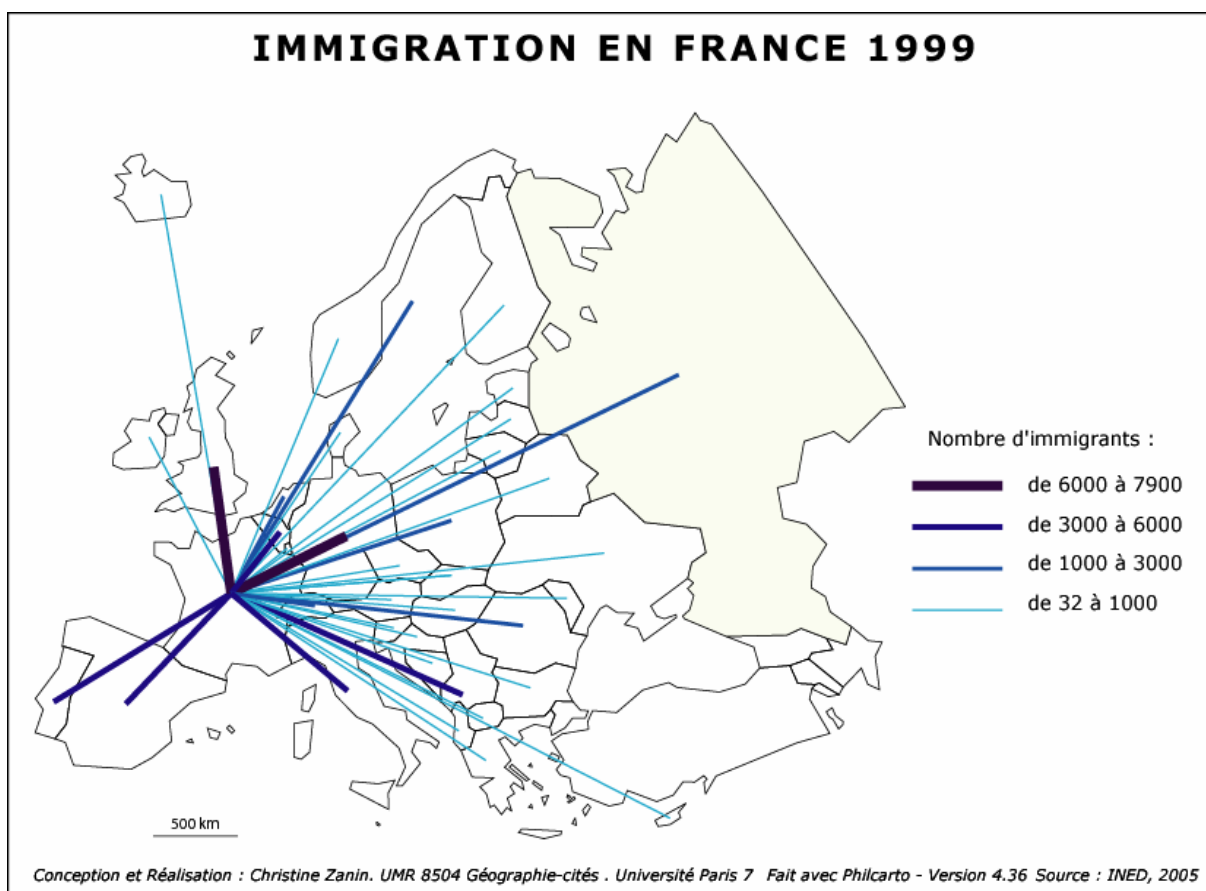 IMMIGRATION EN FRANCE 1999
Nombre d'immigrants :
de 6000 à 7900
de 3000 à 6000
de 1000 à 3000
de 32 à 1000
500 km
Conception et Réalisation : Christine Zanin. UMR 8504 Géographie-cités . Université Paris 7 Fait avec Philcarto - Version 4.36 Source : INED, 2005